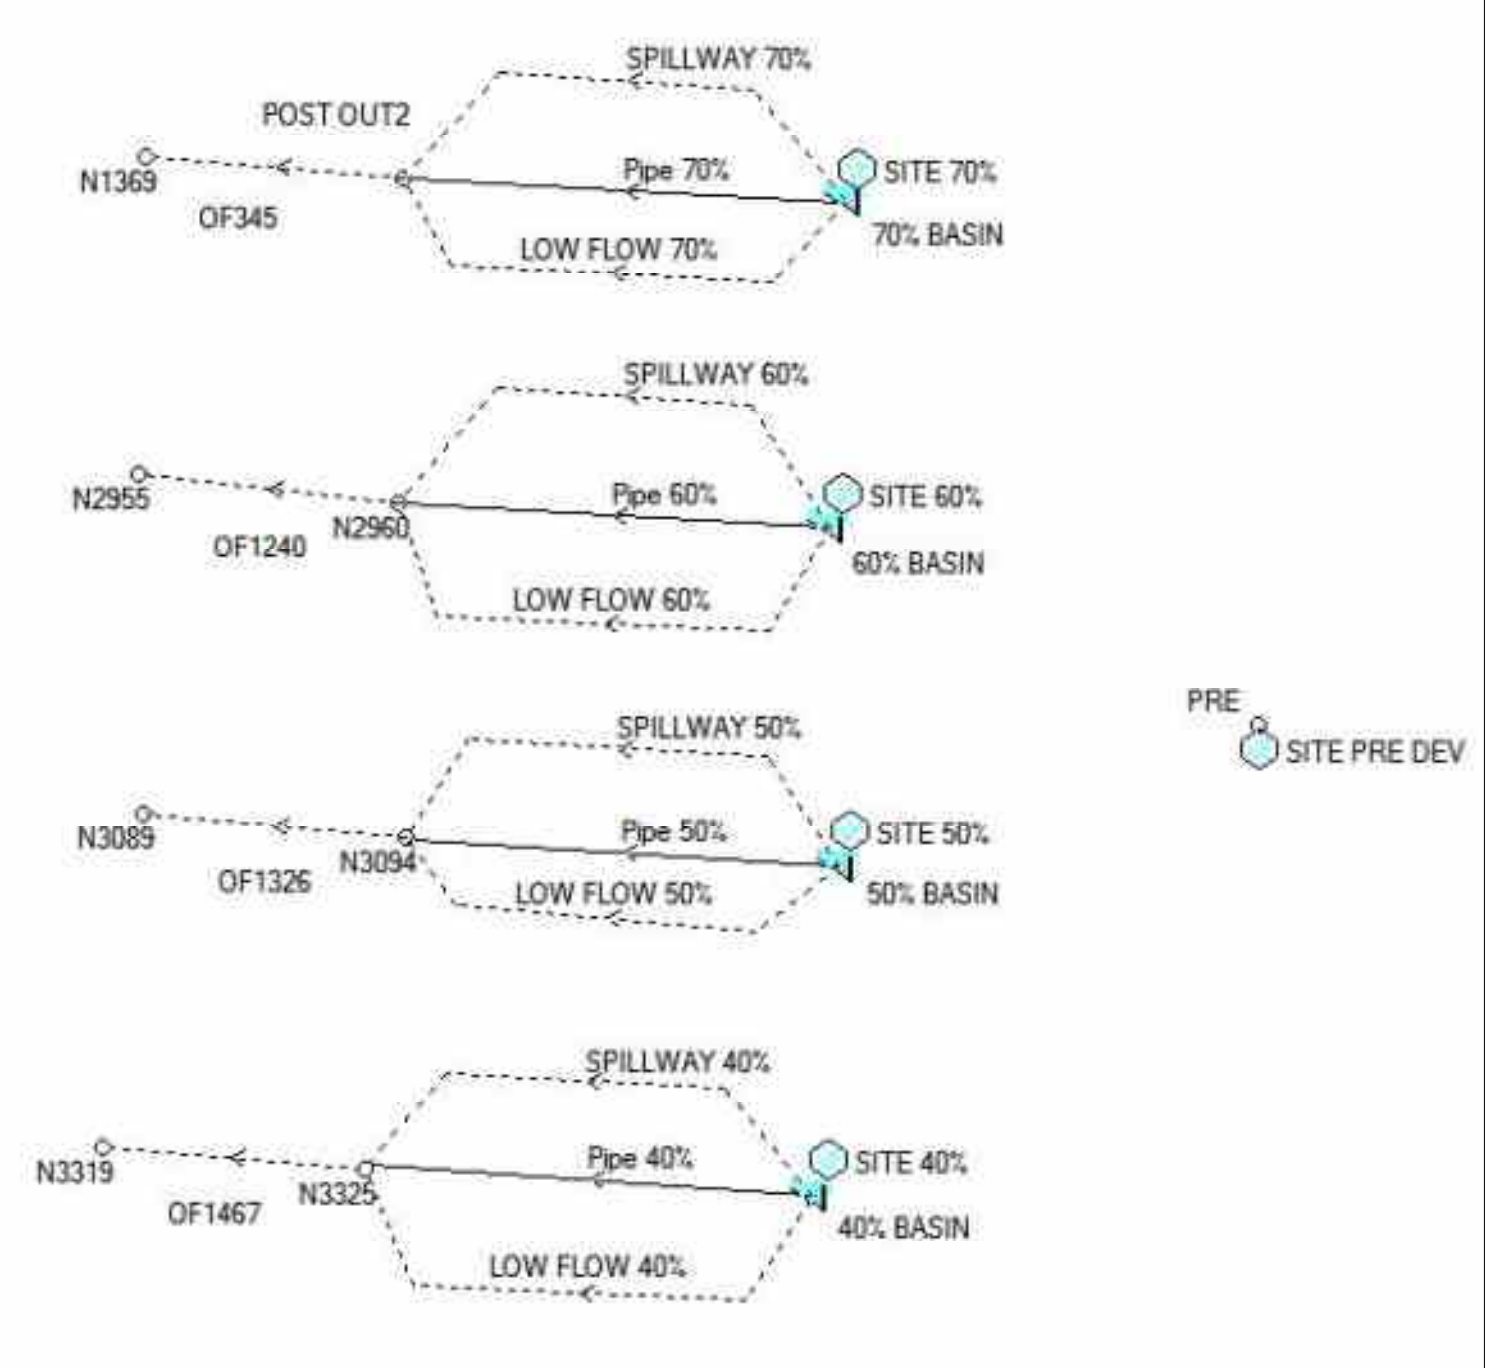 SPILLWAY 70%
POST OUT2
Pipe 70%
SITE 70%
N1369
OF345
70% BASIN
LOW FLOW 70%
SPILLWAY 60%
Pipe 60%
SITE 60%
N2955
N2960
OF1240
60% BASIN
LOW FLOW 60%
PRE
SITE PRE DEV
SPILLWAY 50%
Pipe 50%
SITE 50%
N3089
N3094
OF1326
LOW FLOW 50%
50% BASIN
SPILLWAY 40%
Pipe 40%
SITE 40%
N3319
N3325
OF1467
40% BASIN
LOW FLOW 40%